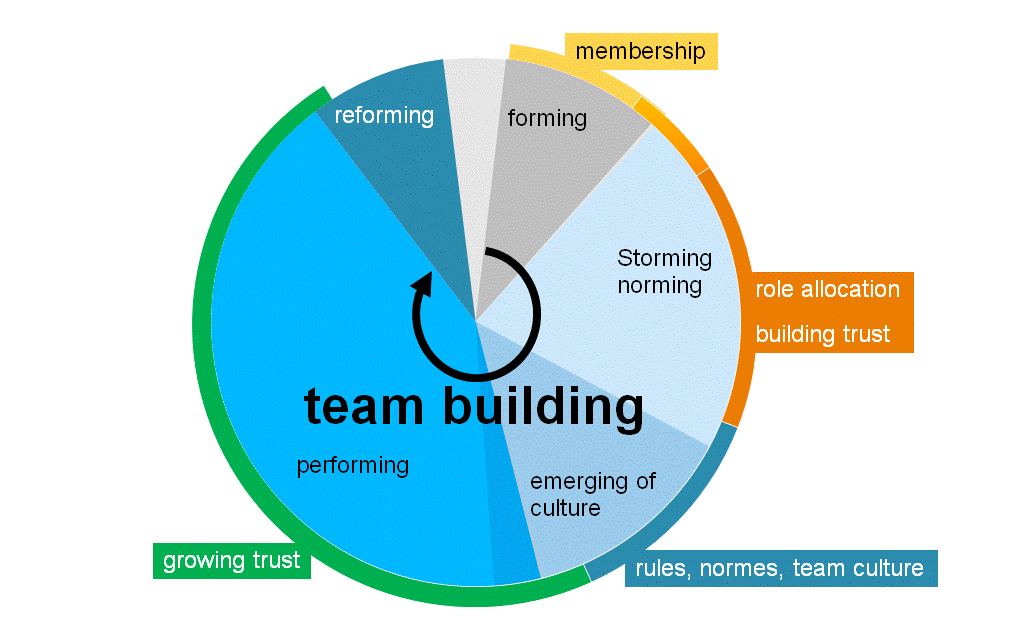 membership
reforming
forming
Storming
norming
role allocation
building trust
team building
performing
emerging of
culture
growing trust
rules, normes, team culture